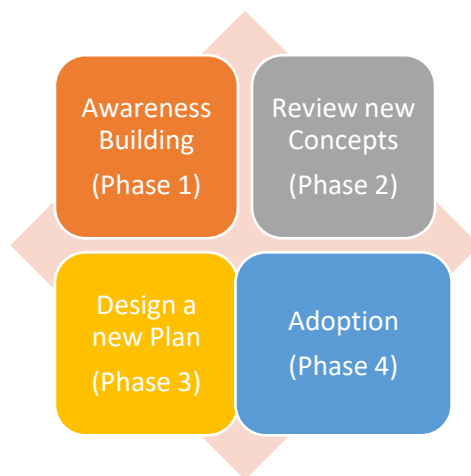 Awareness
Building
(Phase 1)
Review new
Concepts
(Phase 2)
Design a
new Plan
(Phase 3)
Adoption
(Phase 4)